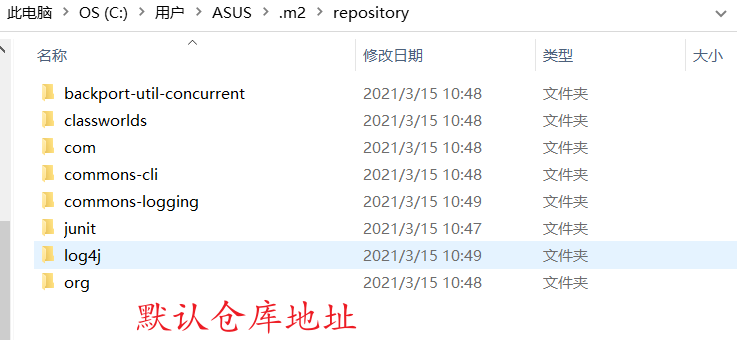 此电脑 > OS (C:) > 用户 > ASUS > .m2 > repository
名称 修改日期 类型 大小
backport-util-concurrent 2021/3/15 10:48 文件夹
classworlds 2021/3/15 10:48 文件夹
com 2021/3/15 10:48 文件夹
commons-cli 2021/3/15 10:48 文件夹
commons-logging 2021/3/15 10:49 文件夹
junit 2021/3/15 10:47 文件夹
log4j 2021/3/15 10:49 文件夹
org 2021/3/15 10:48 文件夹
默认仓库地址